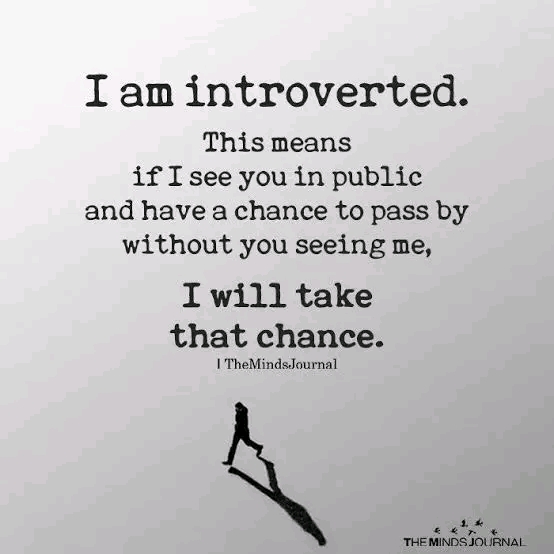 I am introverted.
This means
if I see you in public
and have a chance to pass by
without you seeing me,
I will take
that chance.
| TheMindsJournal
THE MINDS JOURNAL